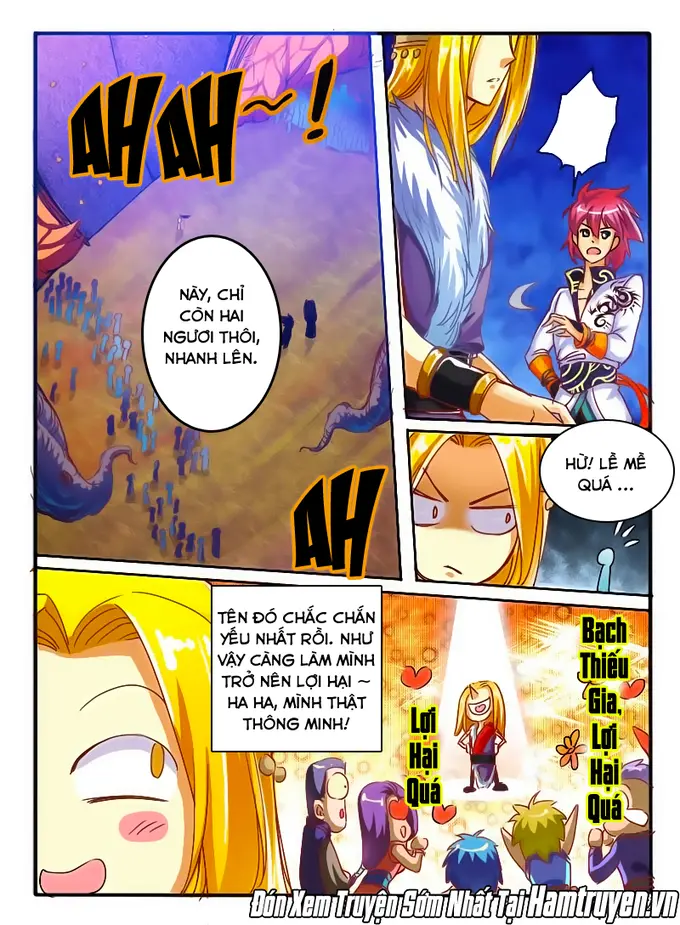 AH AH ~ !
NÀY, CHỈ
CÒN HAI
NGƯƠI THÔI,
NHANH LÊN.
AH
HỪ! LỀ MỀ
QUÁ ...
TÊN ĐÓ CHẮC CHẮN
YẾU NHẤT RỒI. NHƯ
VẬY CÀNG LÀM MÌNH
TRỞ NÊN LỢI HẠI ~
HA HA, MÌNH THẬT
THÔNG MINH!
Lợi
Hại
Quá
Bạch
Thiếu
Gia,
Lợi
Hại
Quá
Đón Xem Truyện Sớm Nhất Tại Hamtruyen.vn